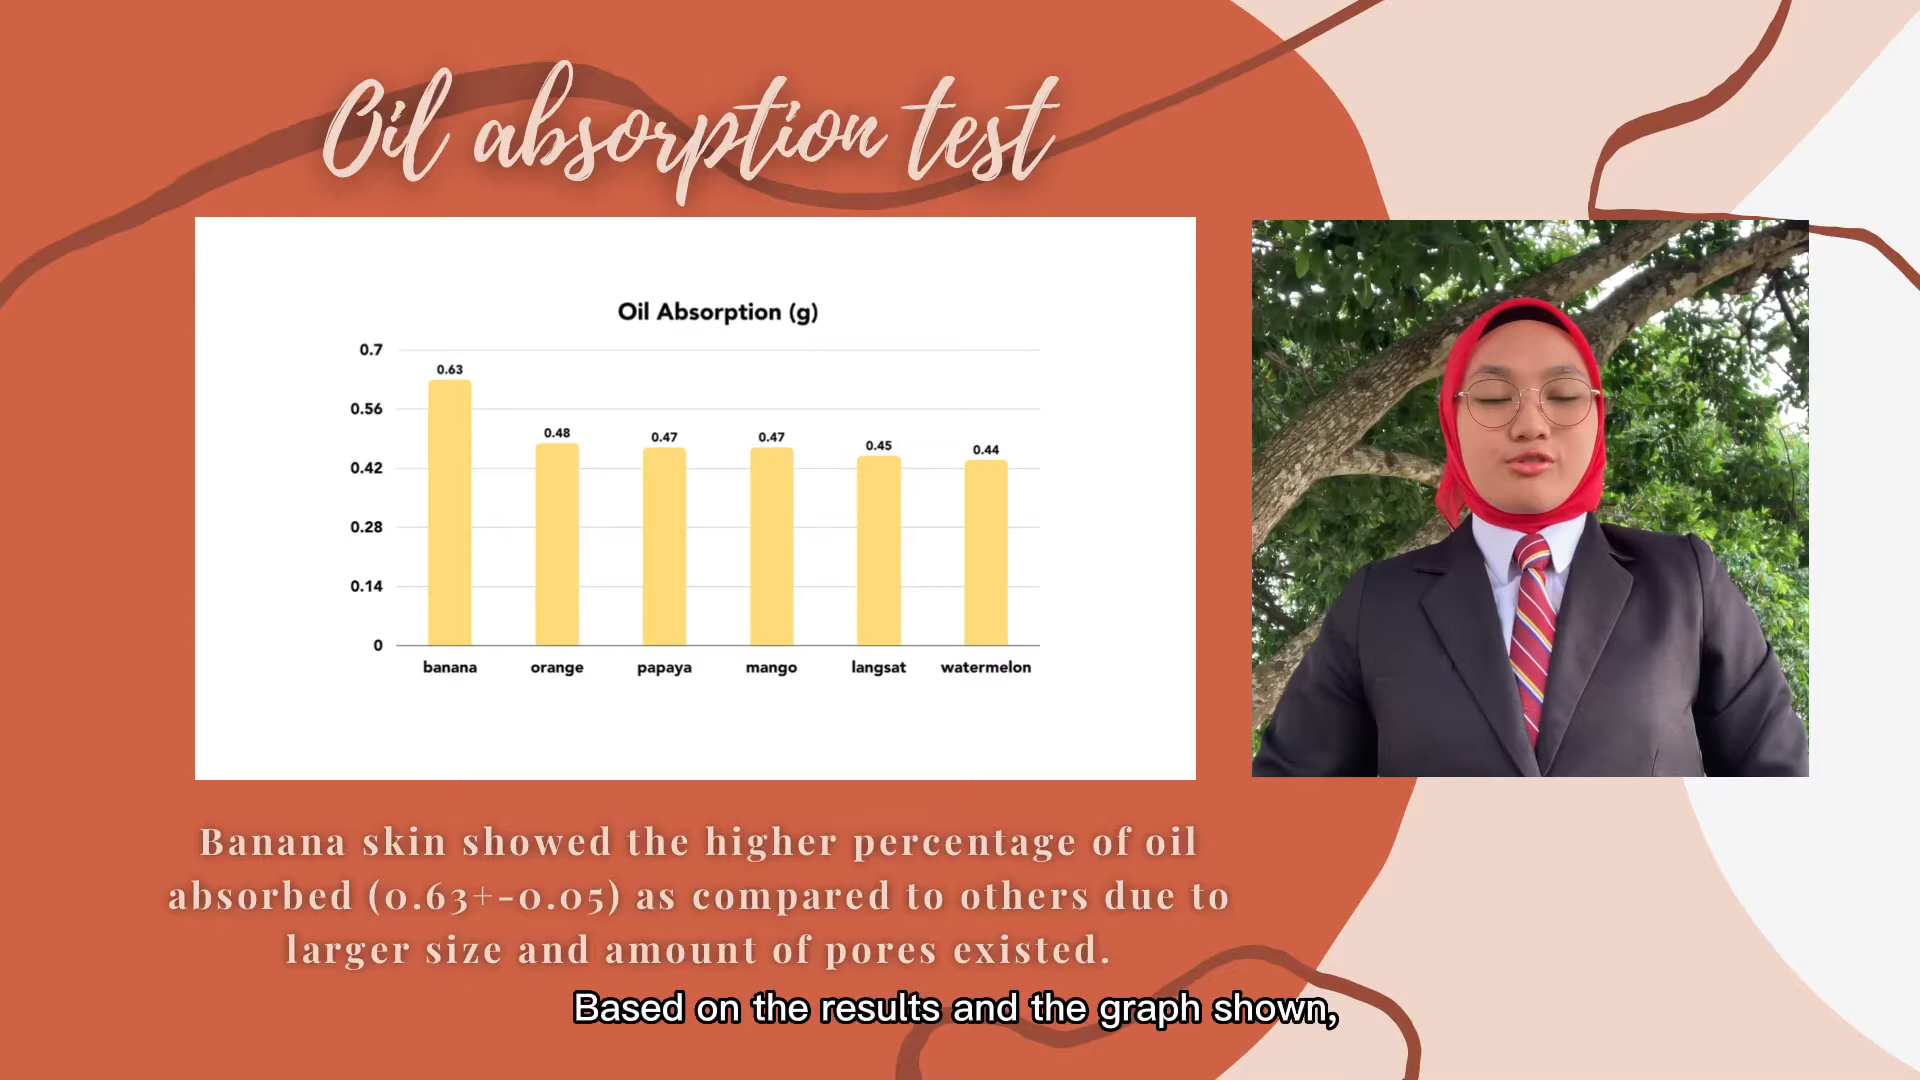 Oil absorption test
Oil Absorption (g)
0.7
0.56
0.42
0.28
0.14
0
0.63
0.48
0.47
0.47
0.45
0.44
banana
orange
papaya
mango
langsat
watermelon
Banana skin showed the higher percentage of oil
absorbed (0.63+-0.05) as compared to others due to
larger size and amount of pores existed.
Based on the results and the graph shown,